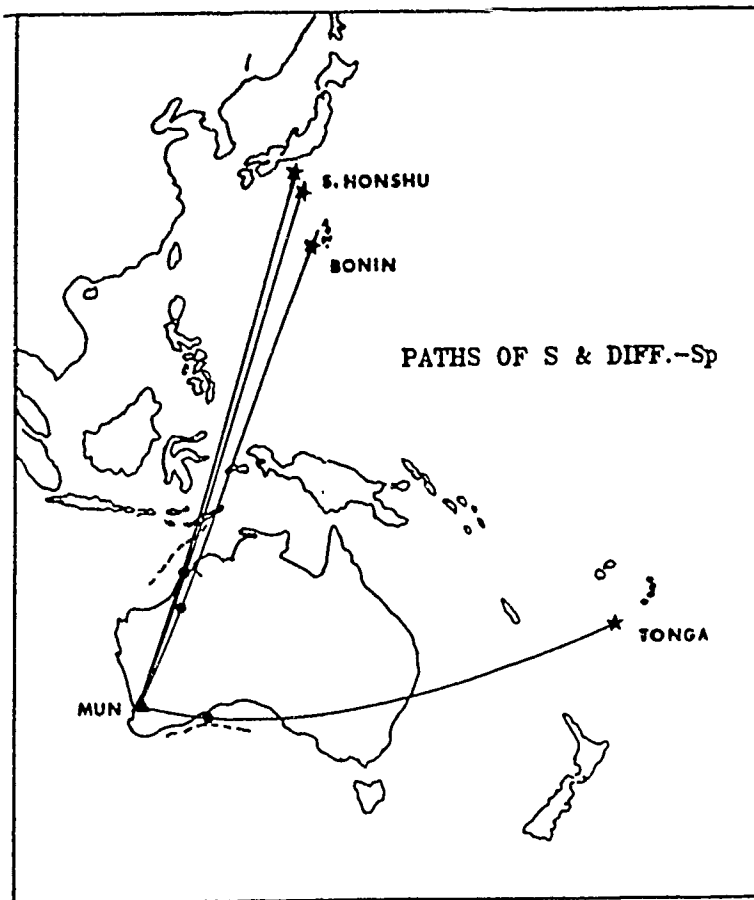 S. HONSHU
BONIN
PATHS OF S & DIFF.-Sp
TONGA
MUN